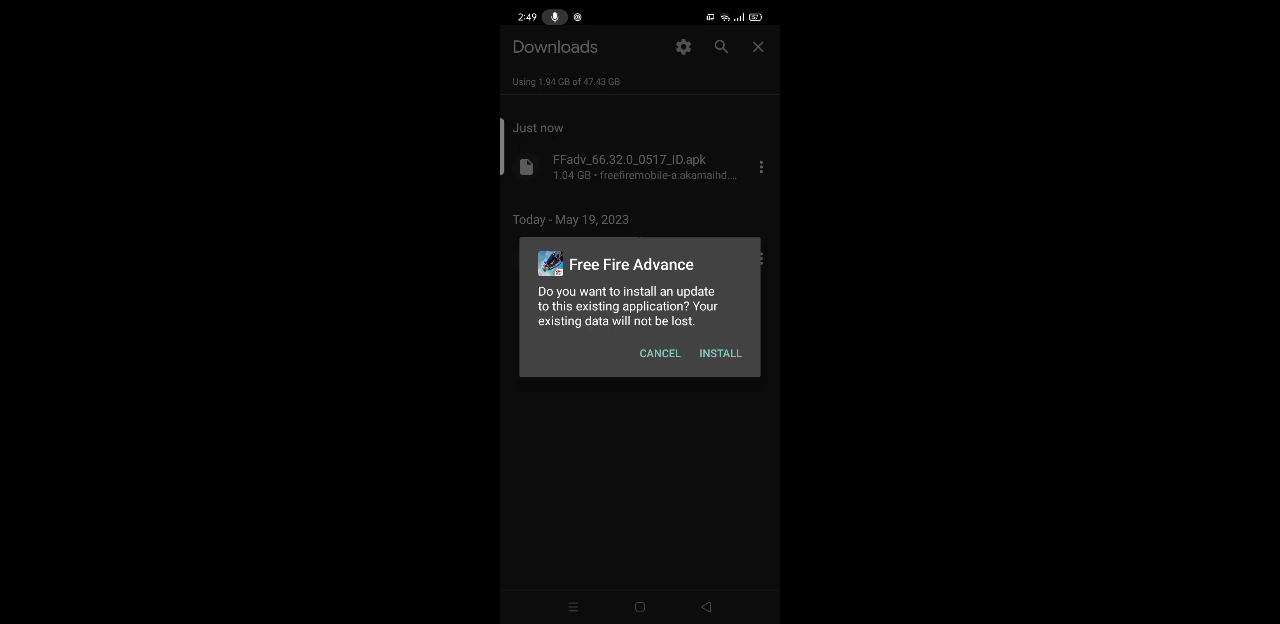 2:49
57
Downloads
Using 1.94 GB of 47.43 GB
Just now
FFadv_66.32.0_0517_ID.apk
1.04 GB • freefiremobile-a.akamaihd....
Today - May 19, 2023
Free Fire Advance
Do you want to install an update
to this existing application? Your
existing data will not be lost.
CANCEL INSTALL